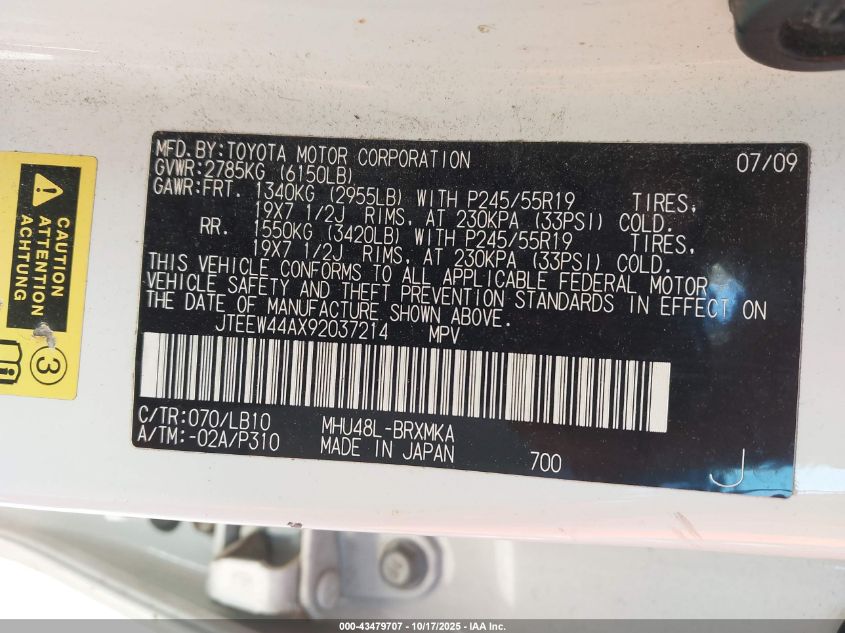 MFD. BY: TOYOTA MOTOR CORPORATION 07/09
GVWR: 2785KG (6150LB)
GAWR: FRT. 1340KG (2955LB) WITH P245/55R19 TIRES,
19X7 1/2J RIMS, AT 230KPA (33PSI) COLD.
RR. 1550KG (3420LB) WITH P245/55R19 TIRES,
19X7 1/2J RIMS, AT 230KPA (33PSI) COLD.
THIS VEHICLE CONFORMS TO ALL APPLICABLE FEDERAL MOTOR
VEHICLE SAFETY AND THEFT PREVENTION STANDARDS IN EFFECT ON
THE DATE OF MANUFACTURE SHOWN ABOVE.
JTEEW44AX92037214 MPV
C/TR: 070/LB10 MHU48L-BRXMKA
A/TM: -02A/P310 MADE IN JAPAN 700 J
CAUTION
ATTENTION
ACHTUNG
3
000-43479707 - 10/17/2025 - IAA Inc.